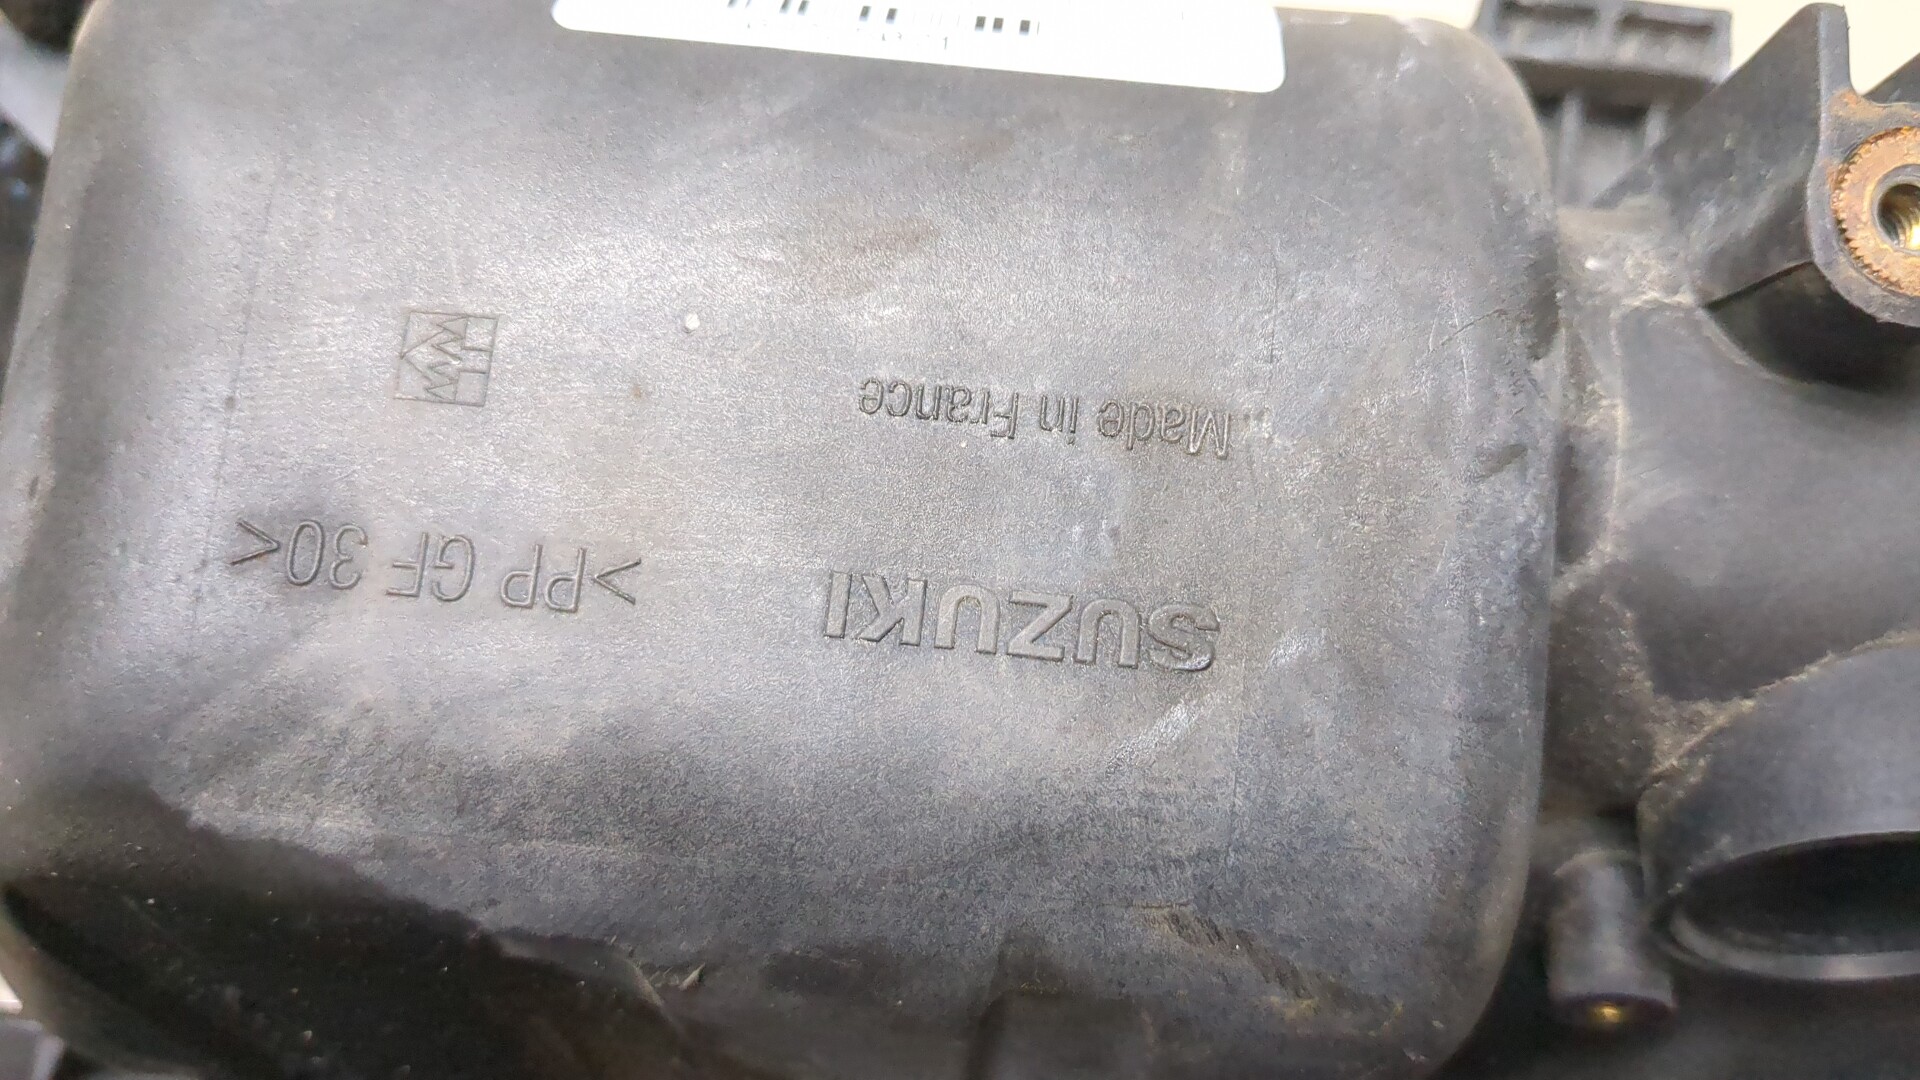 SUZUKI
>PP GF 30<
Made in France